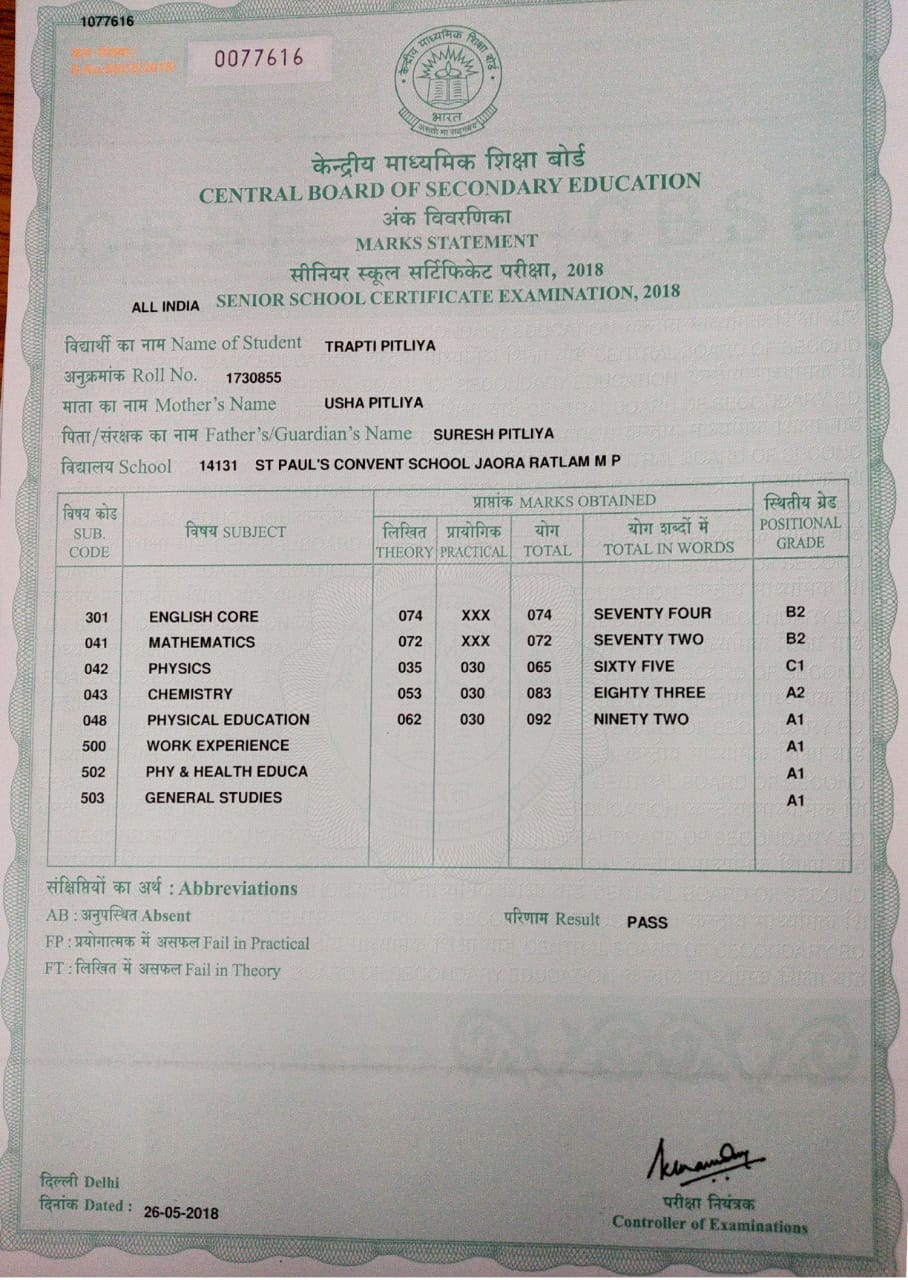 1077616
0077616
केन्द्रीय माध्यमिक शिक्षा बोर्ड
भारत
असतो मा सद्गमय
केन्द्रीय माध्यमिक शिक्षा बोर्ड
CENTRAL BOARD OF SECONDARY EDUCATION
अंक विवरणिका
MARKS STATEMENT
सीनियर स्कूल सर्टिफिकेट परीक्षा, 2018
ALL INDIA SENIOR SCHOOL CERTIFICATE EXAMINATION, 2018
विद्यार्थी का नाम Name of Student TRAPTI PITLIYA
अनुक्रमांक Roll No. 1730855
माता का नाम Mother's Name USHA PITLIYA
पिता/संरक्षक का नाम Father's/Guardian's Name SURESH PITLIYA
विद्यालय School 14131 ST PAUL'S CONVENT SCHOOL JAORA RATLAM M P
विषय कोड SUB. CODE विषय SUBJECT प्राप्तांक MARKS OBTAINED स्थितीय ग्रेड POSITIONAL GRADE
लिखित THEORY प्रायोगिक PRACTICAL योग TOTAL योग शब्दों में TOTAL IN WORDS
301 ENGLISH CORE 074 XXX 074 SEVENTY FOUR B2
041 MATHEMATICS 072 XXX 072 SEVENTY TWO B2
042 PHYSICS 035 030 065 SIXTY FIVE C1
043 CHEMISTRY 053 030 083 EIGHTY THREE A2
048 PHYSICAL EDUCATION 062 030 092 NINETY TWO A1
500 WORK EXPERIENCE A1
502 PHY & HEALTH EDUCA A1
503 GENERAL STUDIES A1
संक्षिप्तियों का अर्थ : Abbreviations
AB : अनुपस्थित Absent
परिणाम Result PASS
FP : प्रयोगात्मक में असफल Fail in Practical
FT : लिखित में असफल Fail in Theory
दिल्ली Delhi
दिनांक Dated : 26-05-2018
परीक्षा नियंत्रक
Controller of Examinations